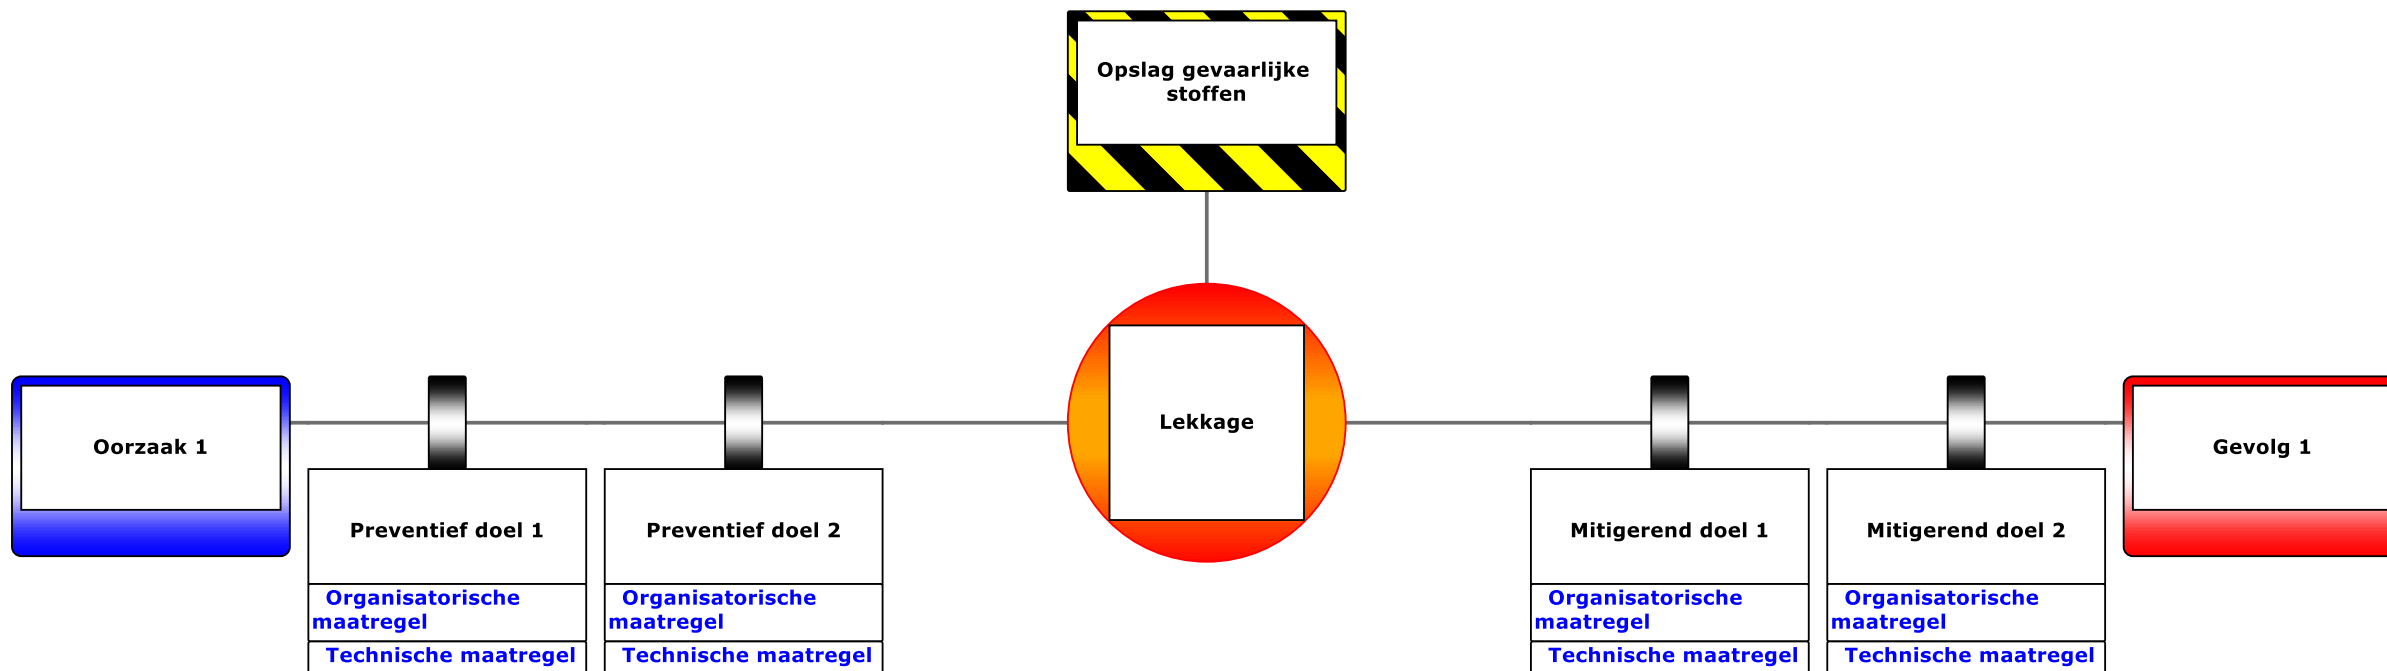 Opslag gevaarlijke
stoffen
Oorzaak 1
Lekkage
Gevolg 1
Preventief doel 1
Organisatorische
maatregel
Technische maatregel
Preventief doel 2
Organisatorische
maatregel
Technische maatregel
Mitigerend doel 1
Organisatorische
maatregel
Technische maatregel
Mitigerend doel 2
Organisatorische
maatregel
Technische maatregel